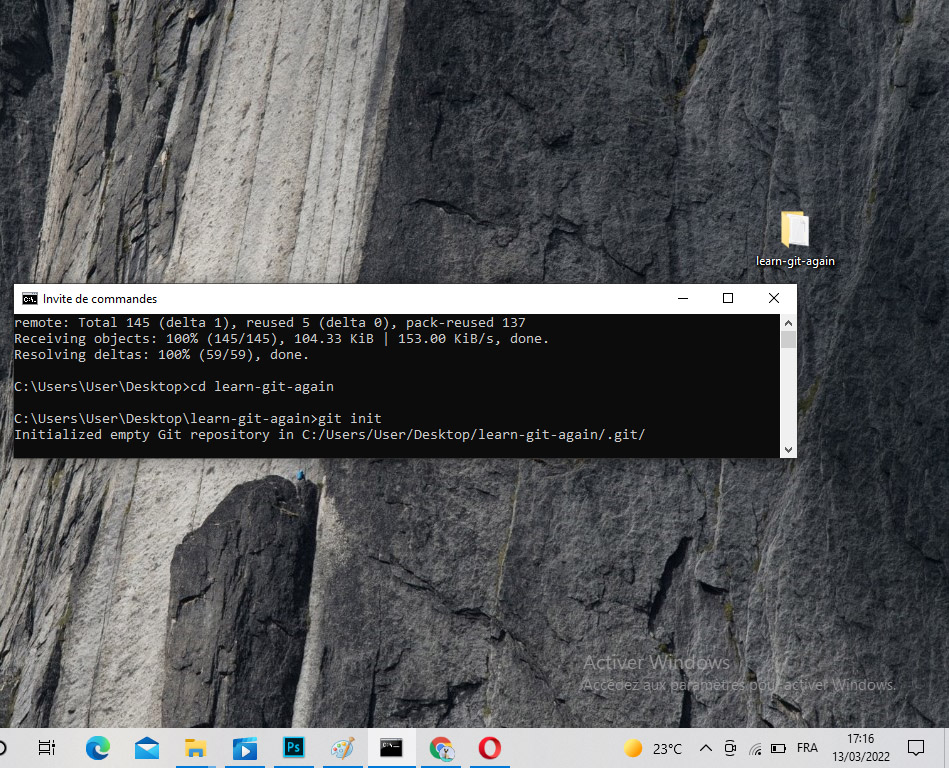 learn-git-again
Invite de commandes
remote: Total 145 (delta 1), reused 5 (delta 0), pack-reused 137
Receiving objects: 100% (145/145), 104.33 KiB | 153.00 KiB/s, done.
Resolving deltas: 100% (59/59), done.
C:\Users\User\Desktop>cd learn-git-again
C:\Users\User\Desktop\learn-git-again>git init
Initialized empty Git repository in C:/Users/User/Desktop/learn-git-again/.git/
Activer Windows
Accédez aux paramètres pour activer Windows.
Ps
23°C
FRA
17:16
13/03/2022